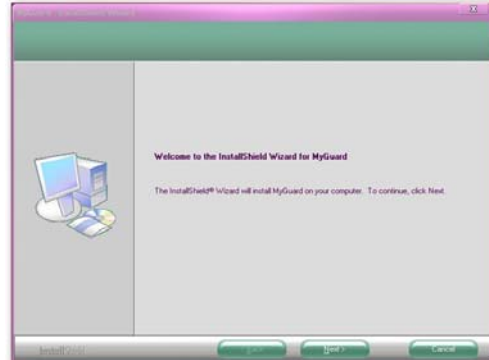 Welcome to the InstallShield Wizard for MyGuard
The InstallShield® Wizard will install MyGuard on your computer. To continue, click Next.
InstallShield
Next >
Cancel